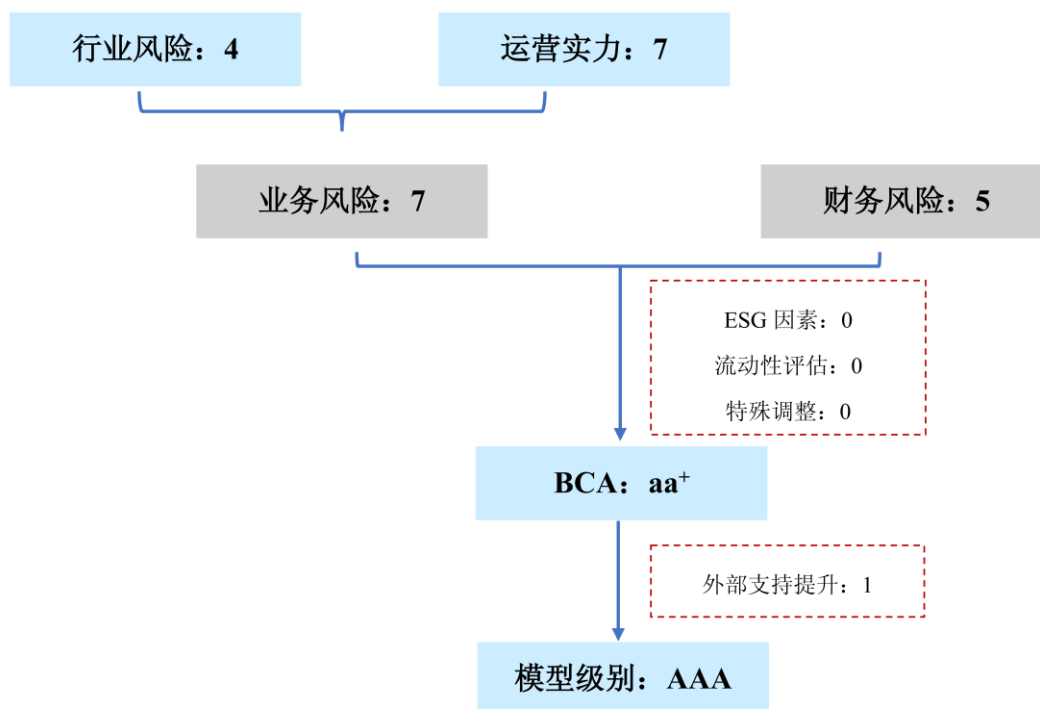 行业风险：4
运营实力：7
业务风险：7
财务风险：5
ESG 因素：0
流动性评估：0
特殊调整：0
BCA：aa⁺
外部支持提升：1
模型级别：AAA